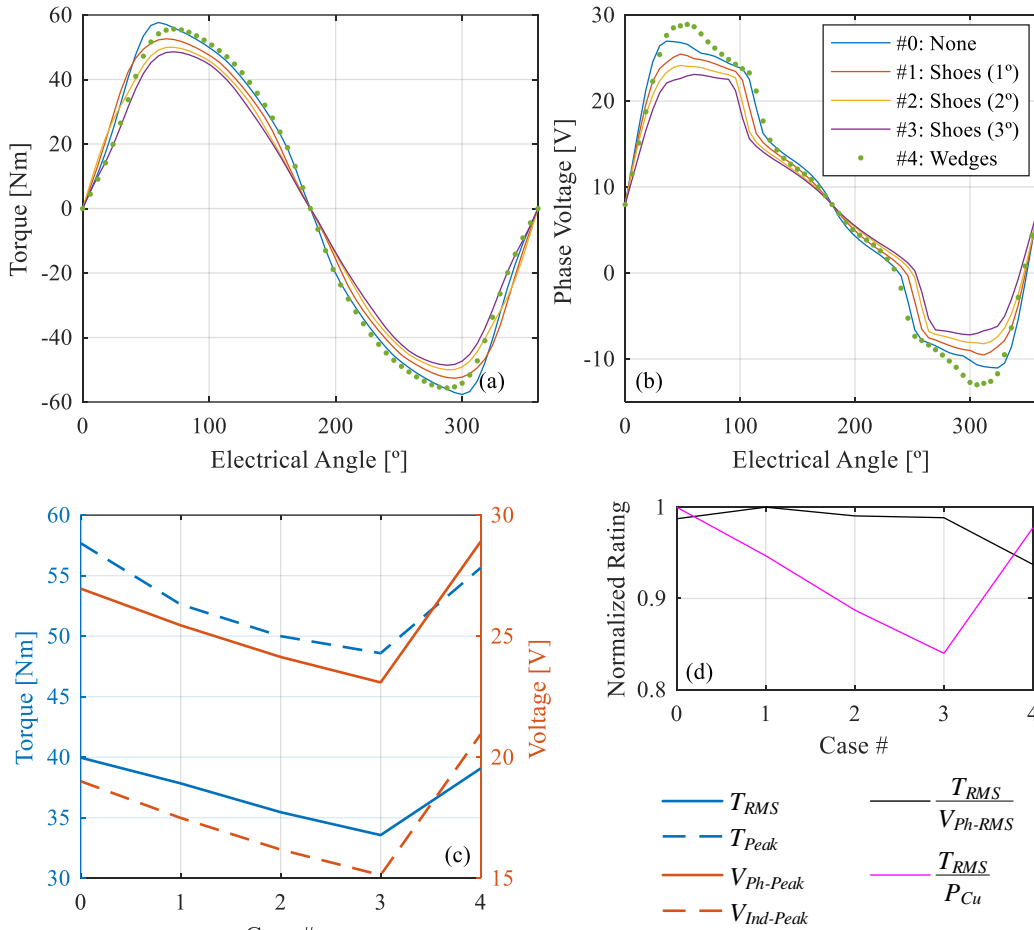 60
40
20
0
-20
-40
-60
Torque [Nm]
0
100
200
300
Electrical Angle [º]
(a)
30
20
10
0
-10
Phase Voltage [V]
0
100
200
300
Electrical Angle [º]
(b)
#0: None
#1: Shoes (1º)
#2: Shoes (2º)
#3: Shoes (3º)
#4: Wedges
60
55
50
45
40
35
30
Torque [Nm]
30
25
20
15
Voltage [V]
0
1
2
3
4
(c)
1
0.9
0.8
Normalized Rating
(d)
0
1
2
3
4
Case #
T_RMS
T_Peak
V_Ph-Peak
V_Ind-Peak
T_RMS
V_Ph-RMS
T_RMS
P_Cu